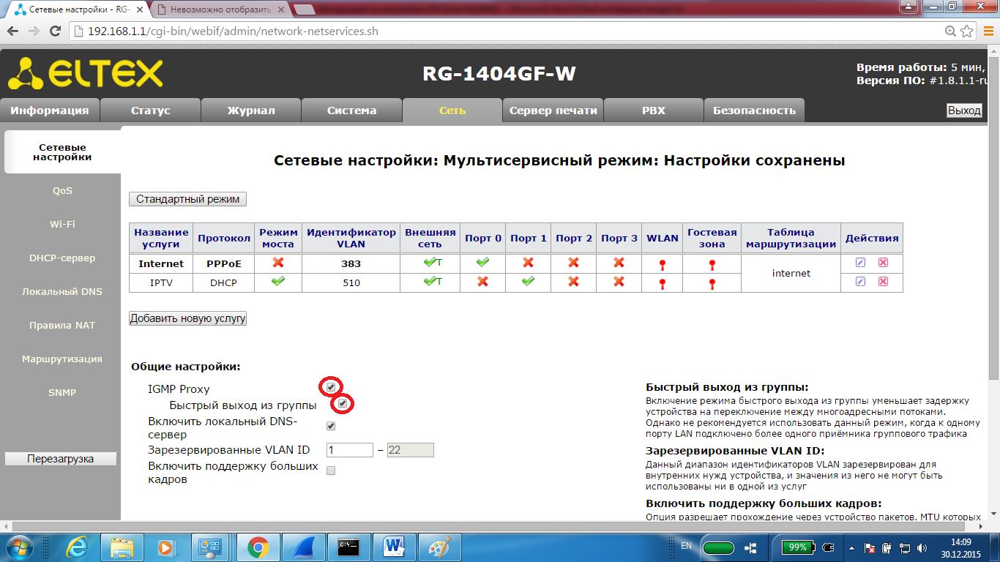 Сетевые настройки - RG-
Невозможно отобразить
192.168.1.1/cgi-bin/webif/admin/network-netservices.sh
ELTEX
RG-1404GF-W
Время работы: 5 мин,
Версия ПО: #1.8.1.1-ru
Информация
Статус
Журнал
Система
Сеть
Сервер печати
PBX
Безопасность
Выход
Сетевые
настройки
QoS
Wi-Fi
DHCP-сервер
Локальный DNS
Правила NAT
Маршрутизация
SNMP
Перезагрузка
Сетевые настройки: Мультисервисный режим: Настройки сохранены
Стандартный режим
Название услуги Протокол Режим моста Идентификатор VLAN Внешняя сеть Порт 0 Порт 1 Порт 2 Порт 3 WLAN Гостевая зона Таблица маршрутизации Действия
Internet PPPoE 383 T internet
IPTV DHCP 510 T
Добавить новую услугу
Общие настройки:
IGMP Proxy
Быстрый выход из группы
Включить локальный DNS-
сервер
Зарезервированные VLAN ID 1 – 22
Включить поддержку больших
кадров
Быстрый выход из группы:
Включение режима быстрого выхода из группы уменьшает задержку
устройства на переключение между многоадресными потоками.
Однако не рекомендуется использовать данный режим, когда к одному
порту LAN подключено более одного приёмника группового трафика
Зарезервированные VLAN ID:
Данный диапазон идентификаторов VLAN зарезервирован для
внутренних нужд устройства, и значения из него не могут быть
использованы ни в одной из услуг
Включить поддержку больших кадров:
Опция разрешает прохождение через устройство пакетов, MTU которых
EN
99%
14:09
30.12.2015